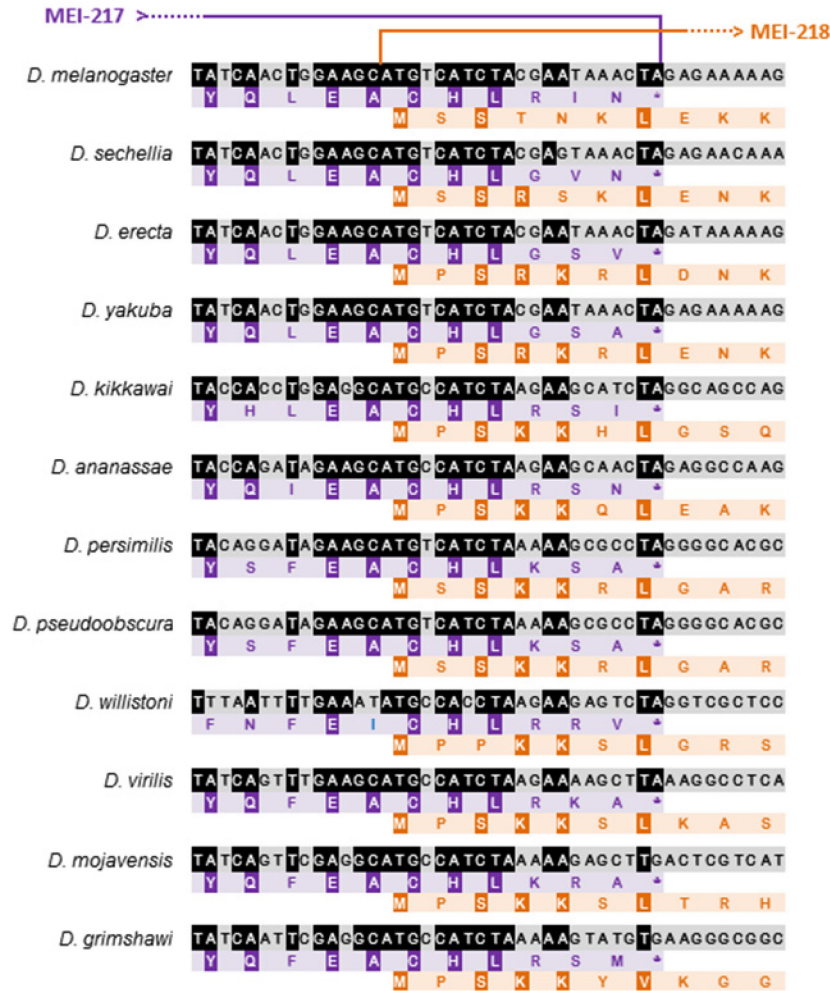 MEI-217
MEI-218
D. melanogaster TATCAACTGGAAGCATGTCATCTACGAATAAACTAGAGAAAAAG
Y Q L E A C H L R I N *
M S S T N K L E K K
D. sechellia TATCAACTGGAAGCATGTCATCTACGAGTAAACTAGAGAACAAA
Y Q L E A C H L G V N *
M S S R S K L E N K
D. erecta TATCAACTGGAAGCATGTCATCTACGAATAAACTAGATAAAAAG
Y Q L E A C H L G S V *
M P S R K R L D N K
D. yakuba TATCAACTGGAAGCATGTCATCTACGAATAAACTAGAGAAAAAG
Y Q L E A C H L G S A *
M P S R K R L E N K
D. kikkawai TACCACCTGGAGGCATGCCATCTAAGAAGCATCTAGGCAGCCAG
Y H L E A C H L R S I *
M P S K K H L G S Q
D. ananassae TACCAGATAGAAGCATGCCATCTAAGAAGCAACTAGAGGCCAAG
Y Q I E A C H L R S N *
M P S K K Q L E A K
D. persimilis TACAGGATAGAAGCATGTCATCTAAAAAGCGCCTAGGGGCACGC
Y S F E A C H L K S A *
M S S K K R L G A R
D. pseudoobscura TACAGGATAGAAGCATGTCATCTAAAAAGCGCCTAGGGGCACGC
Y S F E A C H L K S A *
M S S K K R L G A R
D. willistoni TTTAATTTTGAAATATGCCACCTAAGAAGAGTCTAGGTCGCTCC
F N F E I C H L R R V *
M P P K K S L G R S
D. virilis TATCAGTTTGAAGCATGCCATCTAAGAAAAGCTTAAAGGCCTCA
Y Q F E A C H L R K A *
M P S K K S L K A S
D. mojavensis TATCAGTTCGAGGCATGCCATCTAAAAAGAGCTTGACTCGTCAT
Y Q F E A C H L K R A *
M P S K K S L T R H
D. grimshawi TATCAATTCGAGGCATGCCATCTAAAAAGTATGTGAAGGGCGGC
Y Q F E A C H L R S M *
M P S K K Y V K G G